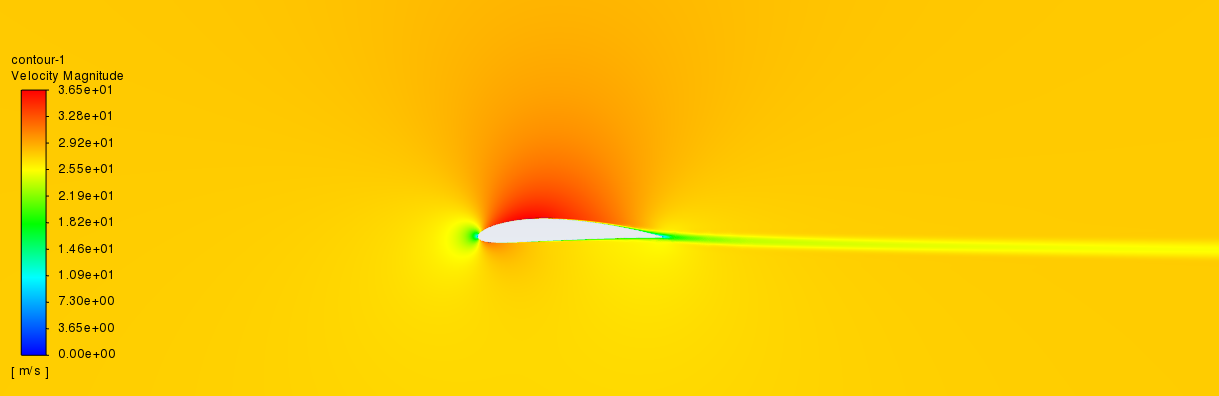 contour-1
Velocity Magnitude
3.65e+01
3.28e+01
2.92e+01
2.55e+01
2.19e+01
1.82e+01
1.46e+01
1.09e+01
7.30e+00
3.65e+00
0.00e+00
[ m/s ]